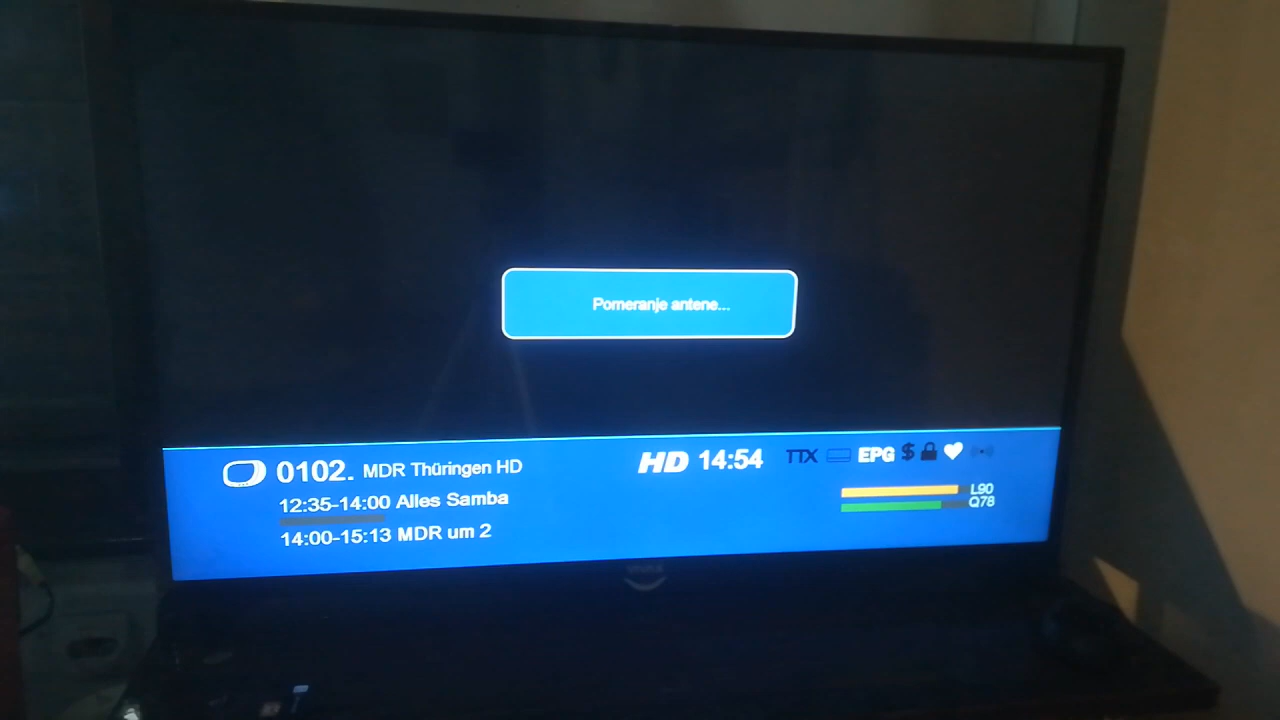 Pomeranje antene...
0102. MDR Thüringen HD
HD 14:54 TTX EPG $
12:35-14:00 Alles Samba
L90
Q78
14:00-15:13 MDR um 2